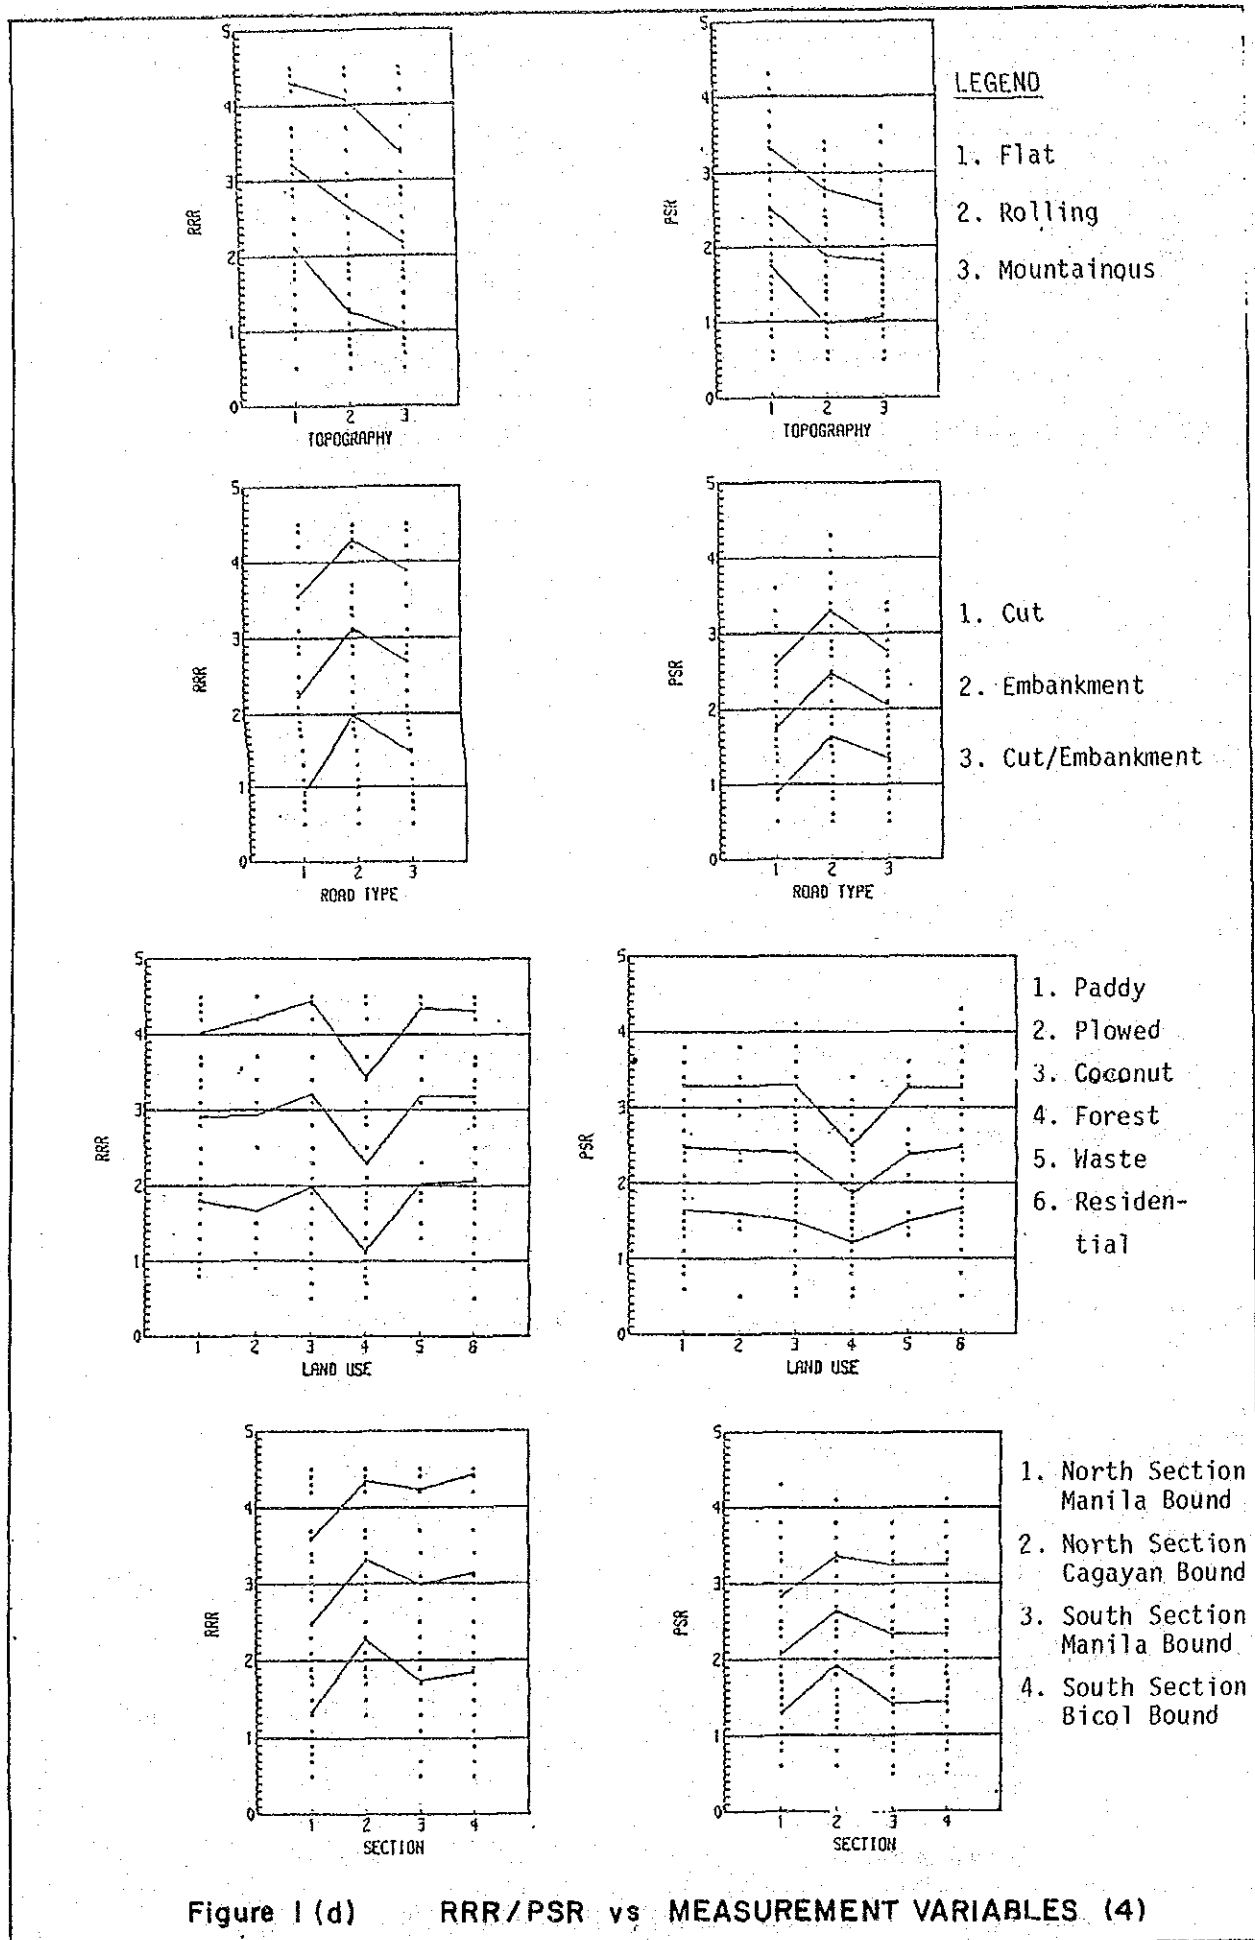 5
4
3
2
1
0
RRR
1 2 3
TOPOGRAPHY
5
4
3
2
1
0
PSR
1 2 3
TOPOGRAPHY
LEGEND
1. Flat
2. Rolling
3. Mountainous
5
4
3
2
1
0
RRR
1 2 3
ROAD TYPE
5
4
3
2
1
0
PSR
1 2 3
ROAD TYPE
1. Cut
2. Embankment
3. Cut/Embankment
5
4
3
2
1
0
RRR
1 2 3 4 5 6
LAND USE
5
4
3
2
1
0
PSR
1 2 3 4 5 6
LAND USE
1. Paddy
2. Plowed
3. Coconut
4. Forest
5. Waste
6. Residen-
tial
5
4
3
2
1
0
RRR
1 2 3 4
SECTION
5
4
3
2
1
0
PSR
1 2 3 4
SECTION
1. North Section
Manila Bound
2. North Section
Cagayan Bound
3. South Section
Manila Bound
4. South Section
Bicol Bound
Figure 1(d) RRR/PSR vs MEASUREMENT VARIABLES (4)